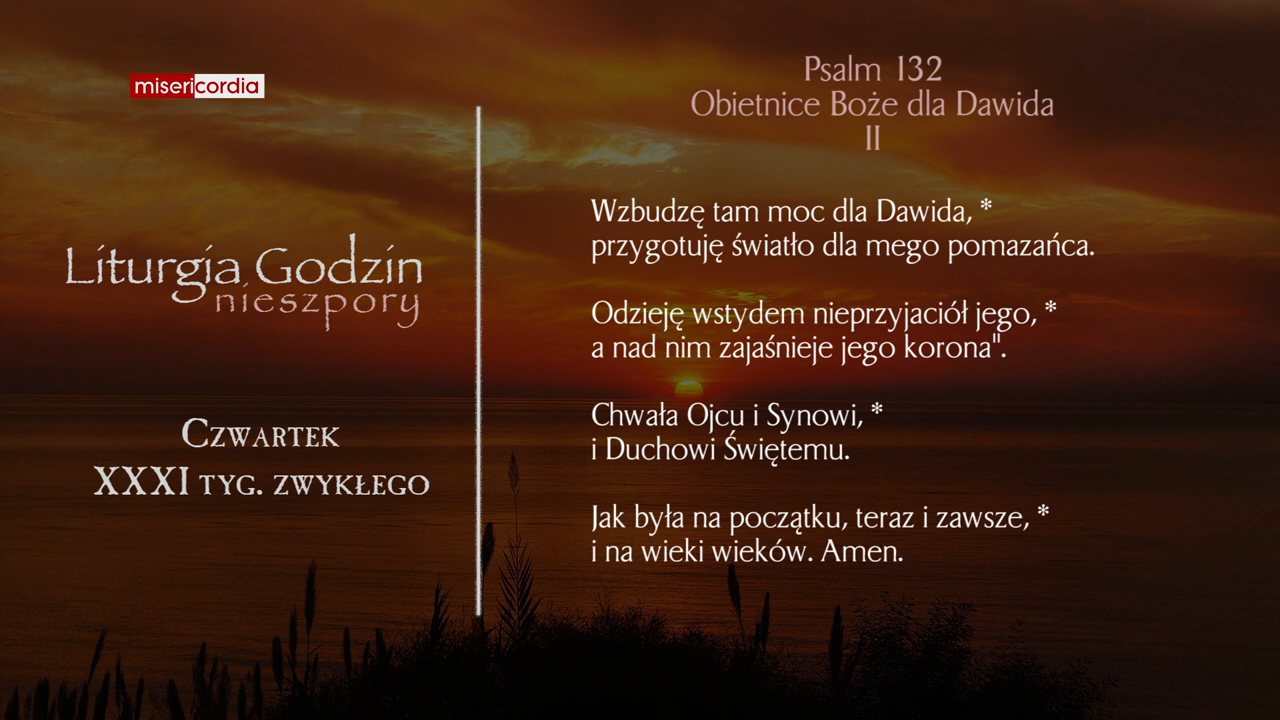 misericordia
Liturgia Godzin
nieszpory
Czwartek
XXXI tyg. zwykłego
Psalm 132
Obietnice Boże dla Dawida
II
Wzbudzę tam moc dla Dawida, *
przygotuję światło dla mego pomazańca.
Odzieję wstydem nieprzyjaciół jego, *
a nad nim zajaśnieje jego korona".
Chwała Ojcu i Synowi, *
i Duchowi Świętemu.
Jak była na początku, teraz i zawsze, *
i na wieki wieków. Amen.